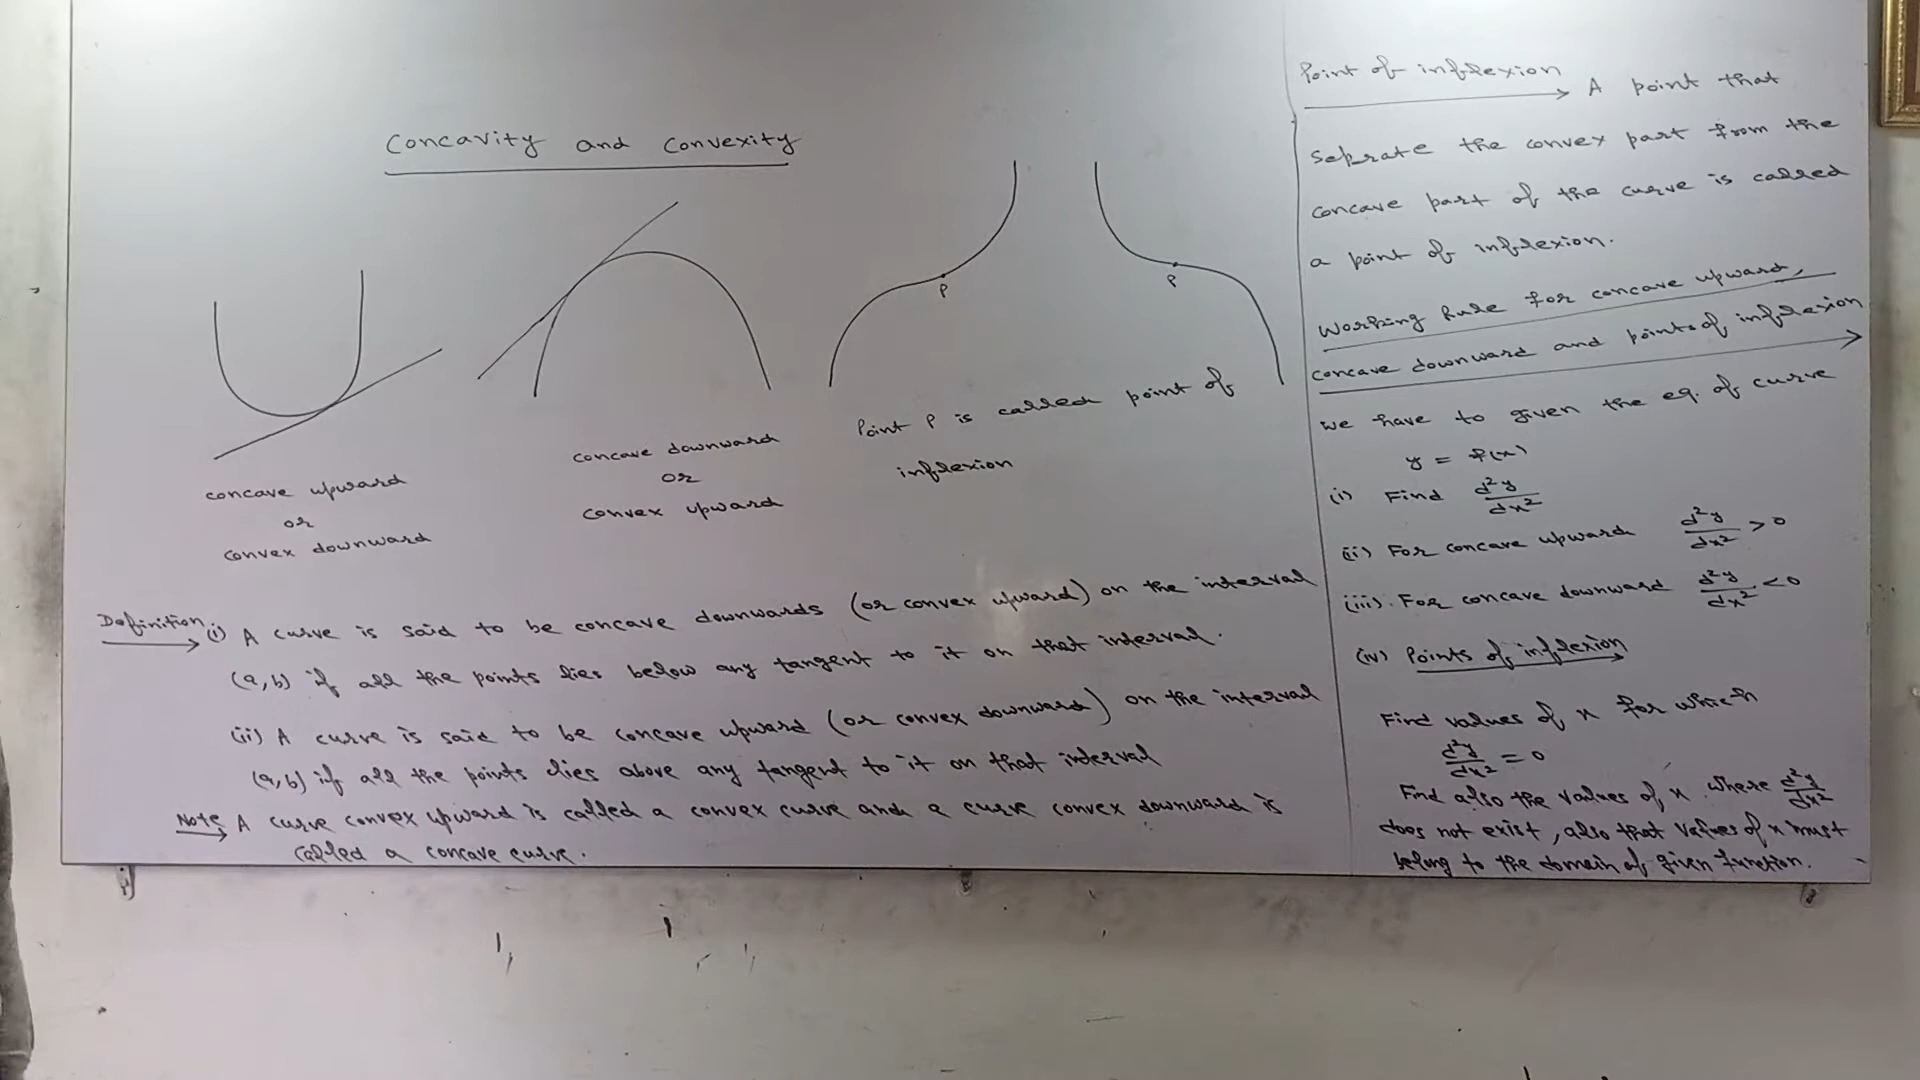 Concavity and Convexity
concave upward
or
convex downward
concave downward
or
convex upward
P
P
Point P is called point of
inflexion
Definition (i) A curve is said to be concave downwards (or convex upward) on the interval
(a,b) if all the points lies below any tangent to it on that interval.
(ii) A curve is said to be concave upward (or convex downward) on the interval
(a,b) if all the points lies above any tangent to it on that interval
Note A curve convex upward is called a convex curve and a curve convex downward is
called a concave curve.
Point of inflexion → A point that
Seprate the convex part from the
concave part of the curve is called
a point of inflexion.
Working Rule for concave upward,
concave downward and points of inflexion →
we have to given the eq. of curve
y = f(x)
(i) Find d²y/dx²
(ii) For concave upward d²y/dx² > 0
(iii). For concave downward d²y/dx² < 0
(iv) Points of inflexion
Find values of x for which
d²y/dx² = 0
Find also the values of x where d²y/dx²
does not exist, also that values of x must
belong to the domain of given function.